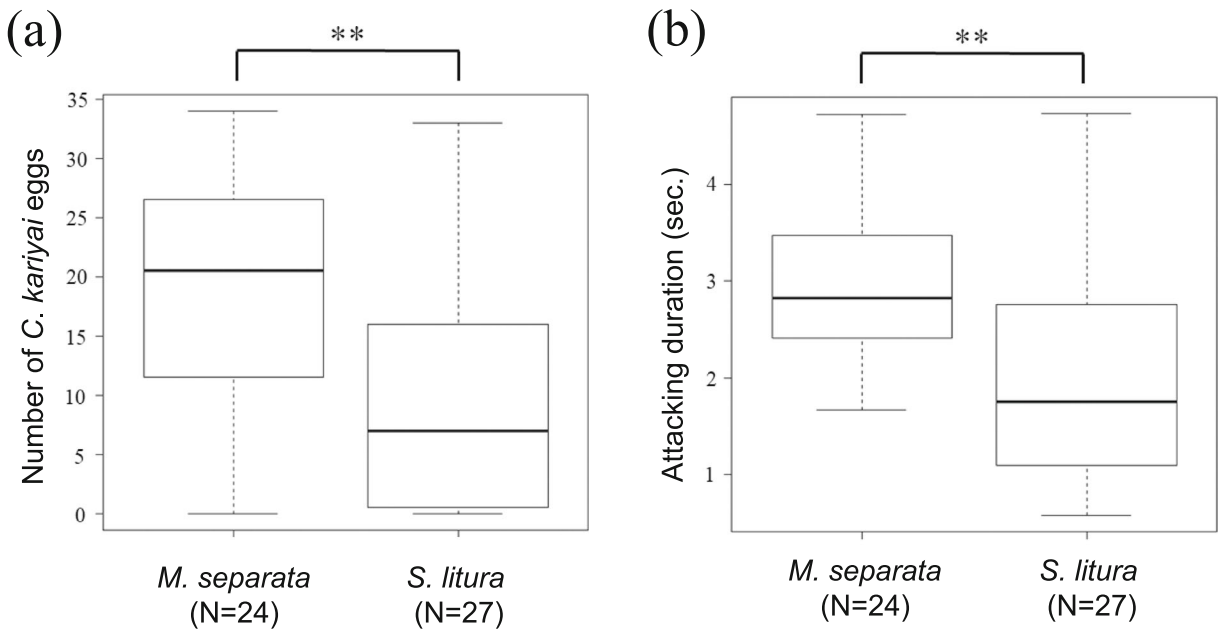 (a)
**
Number of C. kariyai eggs
35
30
25
20
15
10
5
0
M. separata
(N=24)
S. litura
(N=27)
(b)
**
Attacking duration (sec.)
4
3
2
1
M. separata
(N=24)
S. litura
(N=27)